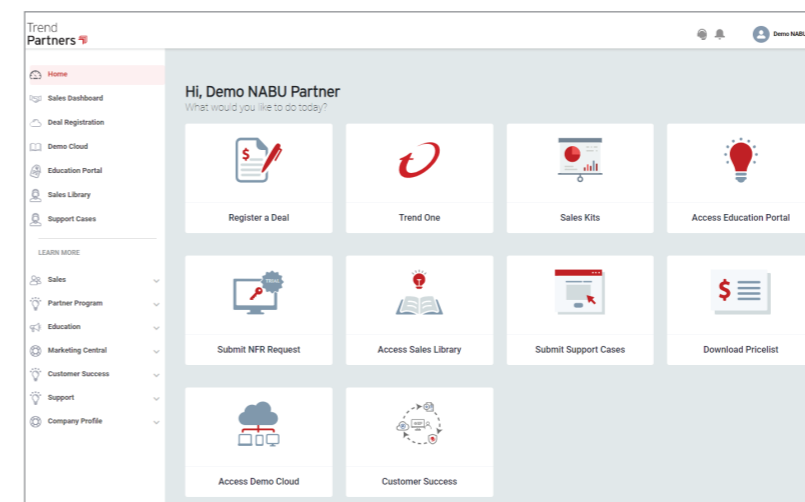 Trend
Partners
Demo NABU
Home
Sales Dashboard
Deal Registration
Demo Cloud
Education Portal
Sales Library
Support Cases
LEARN MORE
Sales
Partner Program
Education
Marketing Central
Customer Success
Support
Company Profile
Hi, Demo NABU Partner
What would you like to do today?
$
Register a Deal
Trend One
Sales Kits
Access Education Portal
TRIAL
Submit NFR Request
Access Sales Library
Submit Support Cases
$
Download Pricelist
Access Demo Cloud
Customer Success